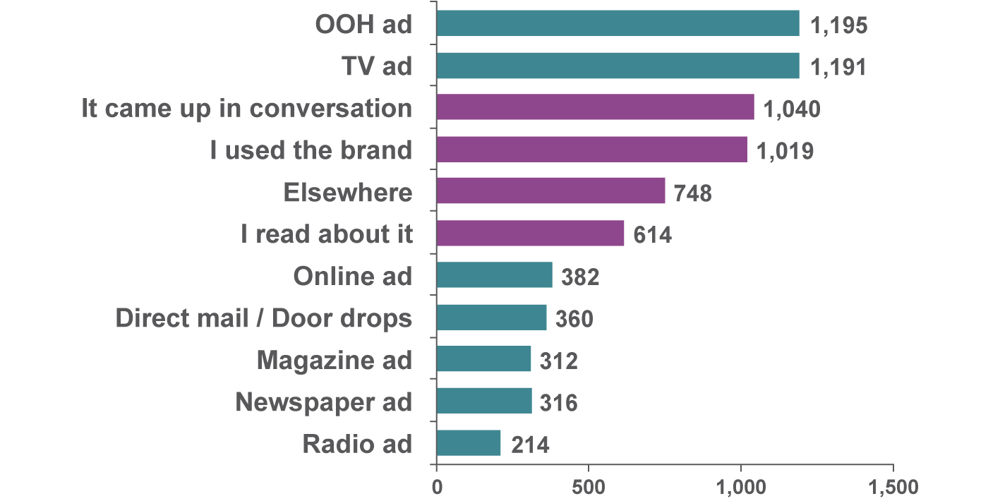 OOH ad 1,195
TV ad 1,191
It came up in conversation 1,040
I used the brand 1,019
Elsewhere 748
I read about it 614
Online ad 382
Direct mail / Door drops 360
Magazine ad 312
Newspaper ad 316
Radio ad 214
0 500 1,000 1,500